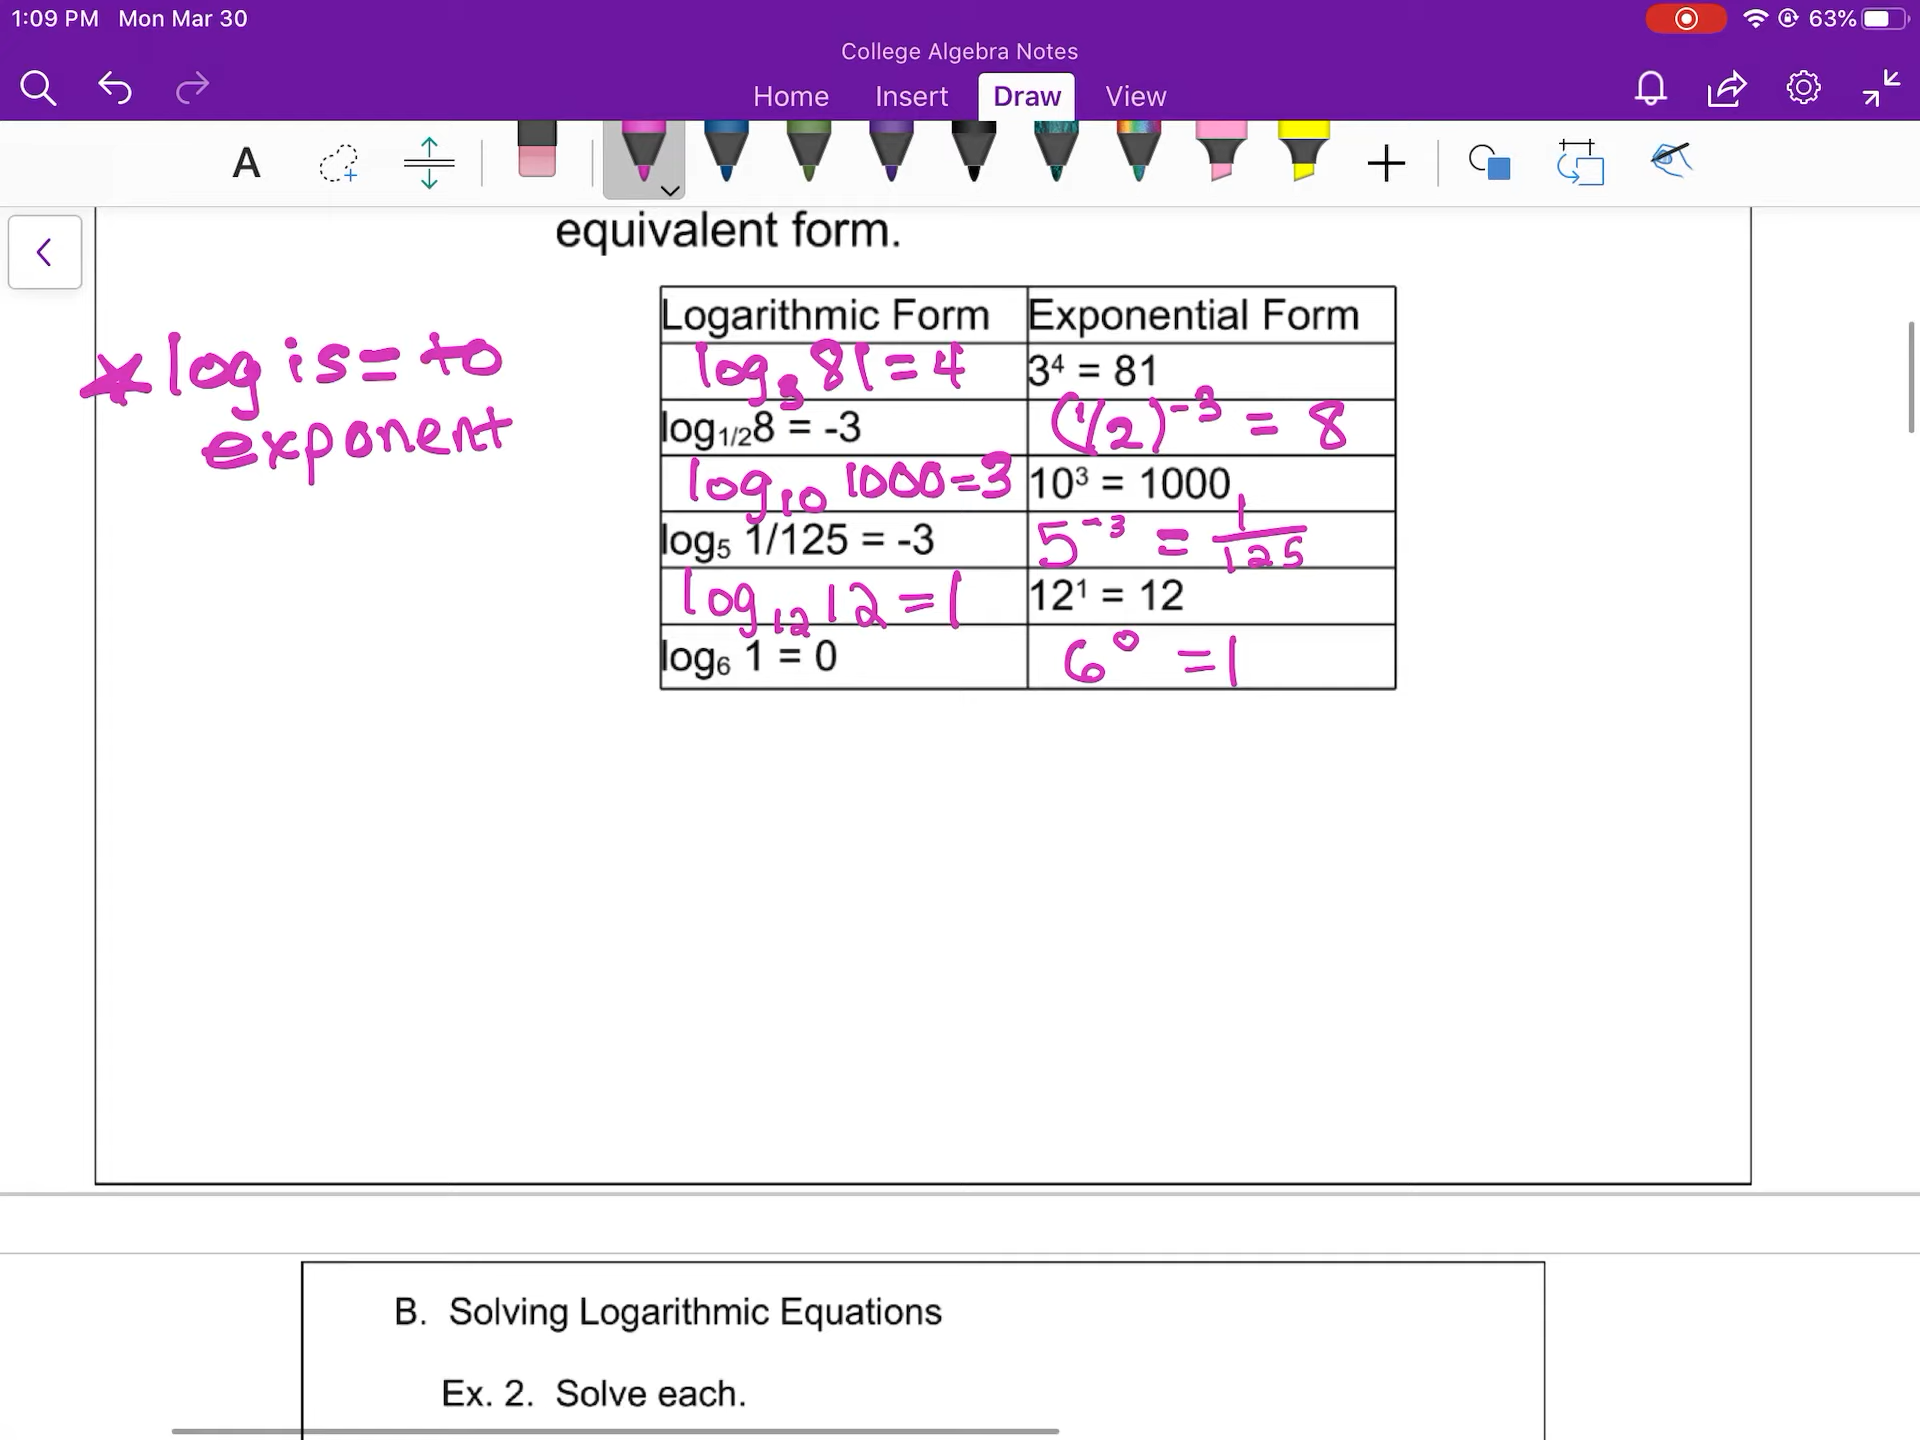 1:09 PM Mon Mar 30
63%
College Algebra Notes
Home Insert Draw View
A
equivalent form.
Logarithmic Form Exponential Form
log₃ 81 = 4 3⁴ = 81
log₁/₂8 = -3 (1/2)⁻³ = 8
log₁₀ 1000 = 3 10³ = 1000
log₅ 1/125 = -3 5⁻³ = 1/125
log₁₂ 12 = 1 12¹ = 12
log₆ 1 = 0 6⁰ = 1
* log is = to
exponent
B. Solving Logarithmic Equations
Ex. 2. Solve each.